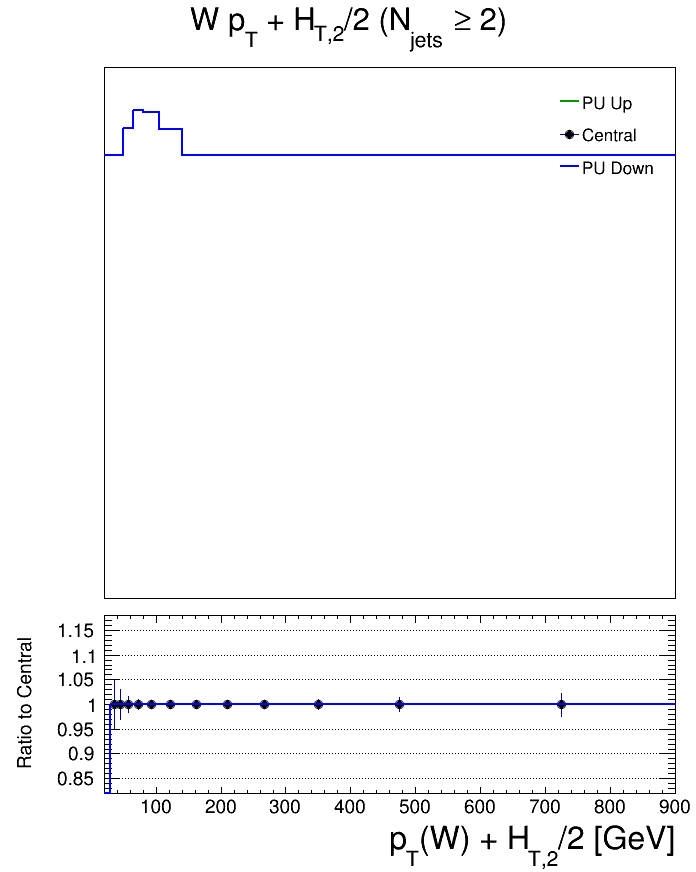 W p_T + H_T,2/2 (N_jets ≥ 2)
PU Up
Central
PU Down
Ratio to Central
1.15
1.1
1.05
1
0.95
0.9
0.85
100 200 300 400 500 600 700 800 900
p_T(W) + H_T,2/2 [GeV]